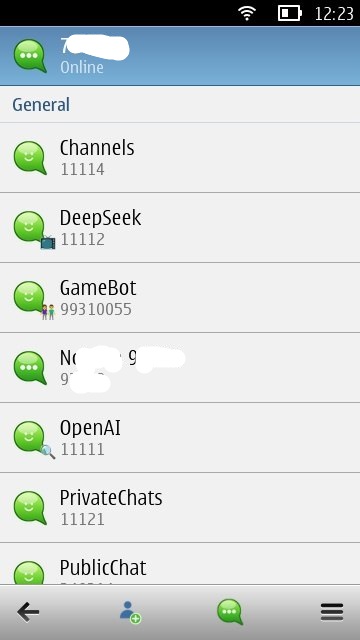 12:23
Online
General
Channels
11114
DeepSeek
11112
GameBot
99310055
OpenAI
11111
PrivateChats
11121
PublicChat